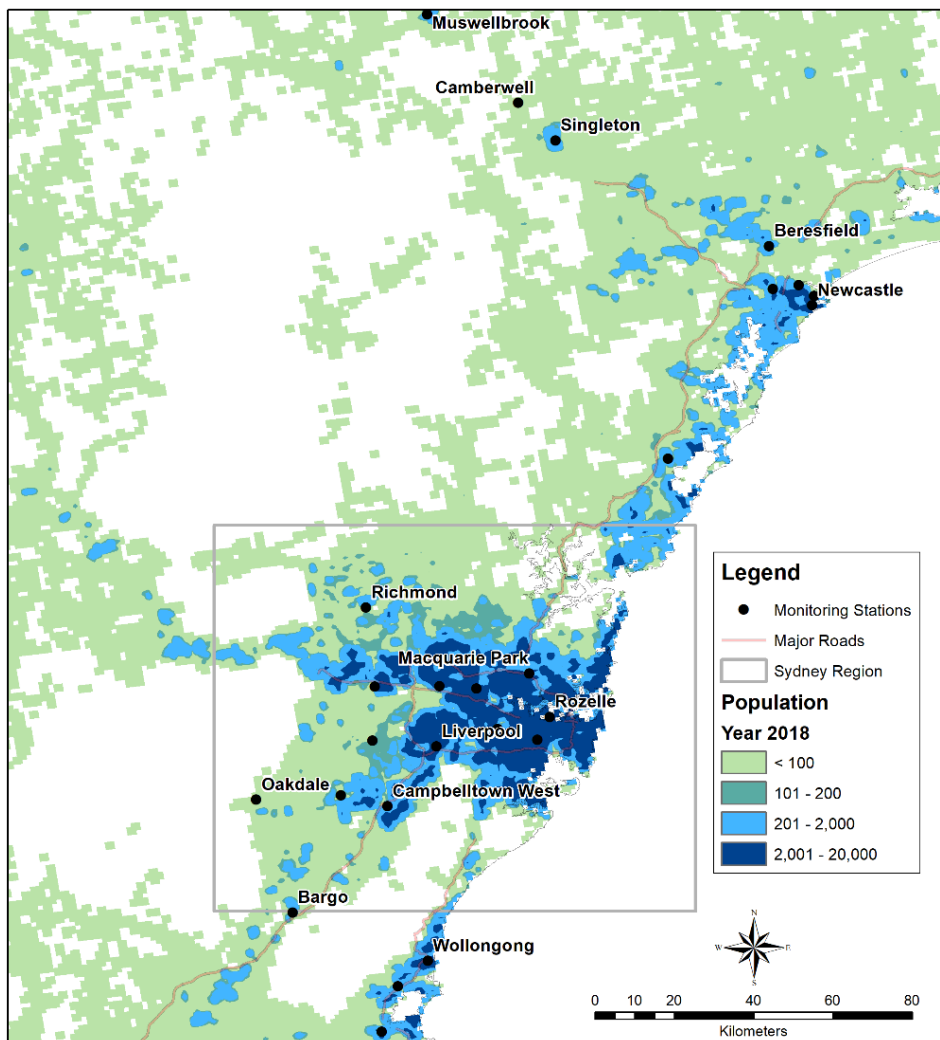 Muswellbrook
Camberwell
Singleton
Beresfield
Newcastle
Richmond
Macquarie Park
Rozelle
Liverpool
Oakdale
Campbelltown West
Bargo
Wollongong
Legend
Monitoring Stations
Major Roads
Sydney Region
Population
Year 2018
< 100
101 - 200
201 - 2,000
2,001 - 20,000
N
W
E
S
0 10 20 40 60 80
Kilometers